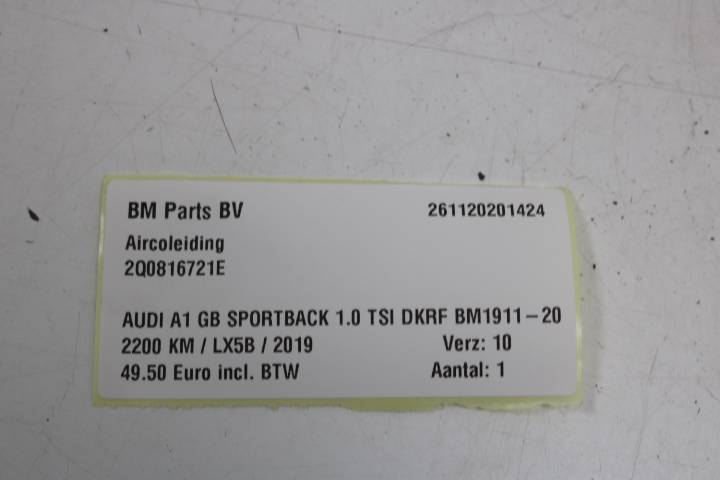 BM Parts BV 261120201424
Aircoleiding
2Q0816721E
AUDI A1 GB SPORTBACK 1.0 TSI DKRF BM1911-20
2200 KM / LX5B / 2019 Verz: 10
49.50 Euro incl. BTW Aantal: 1